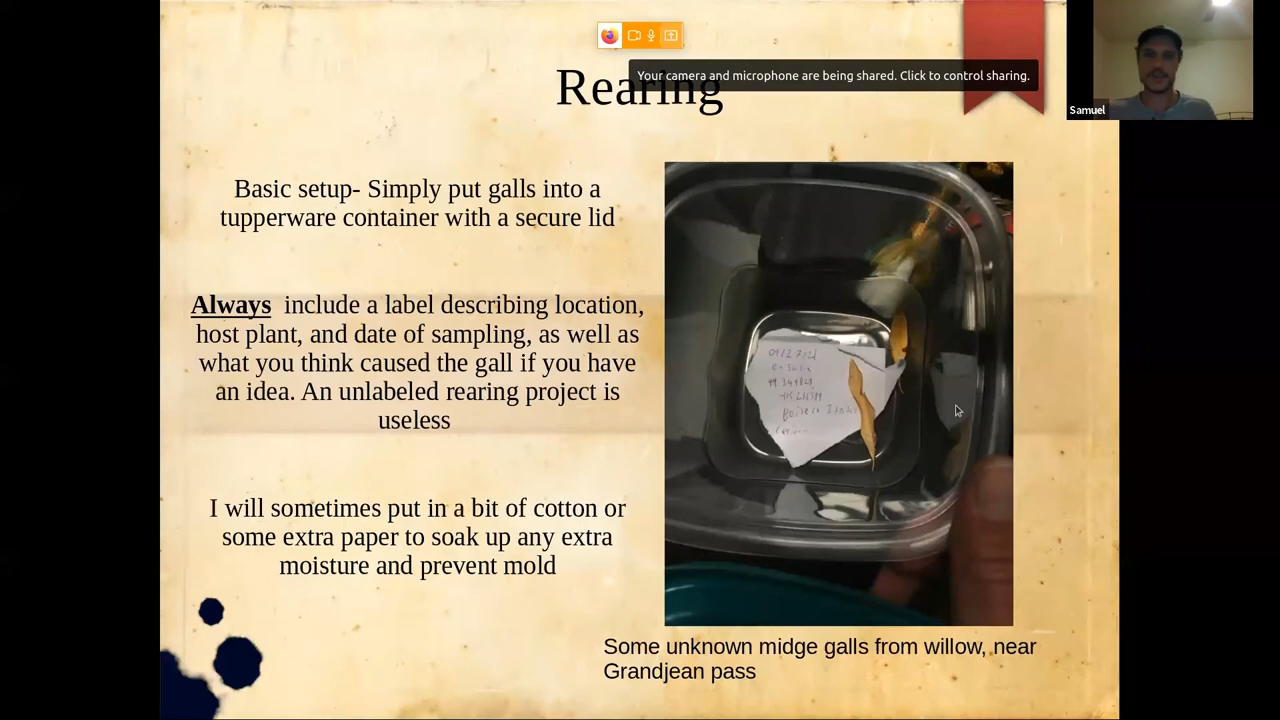 Your camera and microphone are being shared. Click to control sharing.
Rearing
Samuel
Basic setup- Simply put galls into a
tupperware container with a secure lid
Always include a label describing location,
host plant, and date of sampling, as well as
what you think caused the gall if you have
an idea. An unlabeled rearing project is
useless
I will sometimes put in a bit of cotton or
some extra paper to soak up any extra
moisture and prevent mold
Some unknown midge galls from willow, near
Grandjean pass